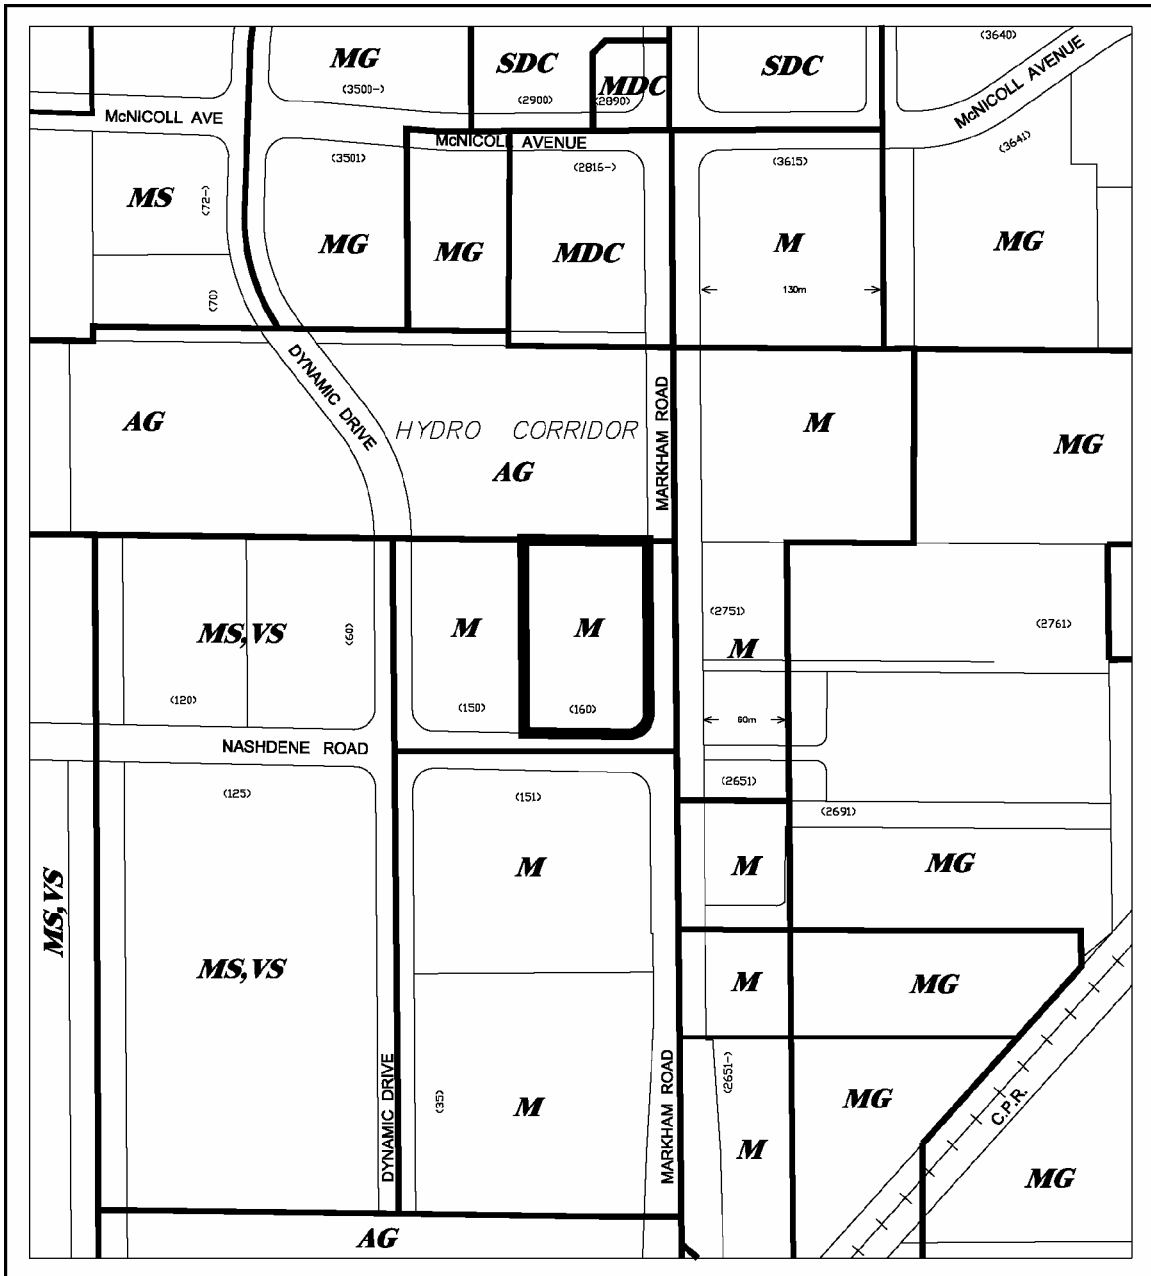 (3640)
MG
SDC
SDC
(3500-)
(2900)
MDC
(2890)
McNICOLL AVENUE
McNICOLL AVE
McNICOLL AVENUE
(3501)
(2816-)
(3615)
(3641)
MS
(72-)
MG
MG
MDC
M
MG
130m
(70)
DYNAMIC DRIVE
AG
HYDRO CORRIDOR
AG
MARKHAM ROAD
M
MG
MS,VS
(60)
(120)
M
(150)
M
(160)
(2751)
M
(2761)
60m
NASHDENE ROAD
(125)
(151)
(2651)
(2691)
MS,VS
MS,VS
M
M
MG
M
MG
DYNAMIC DRIVE
(35)
M
MARKHAM ROAD
(2651-)
M
MG
C.P.R.
MG
AG